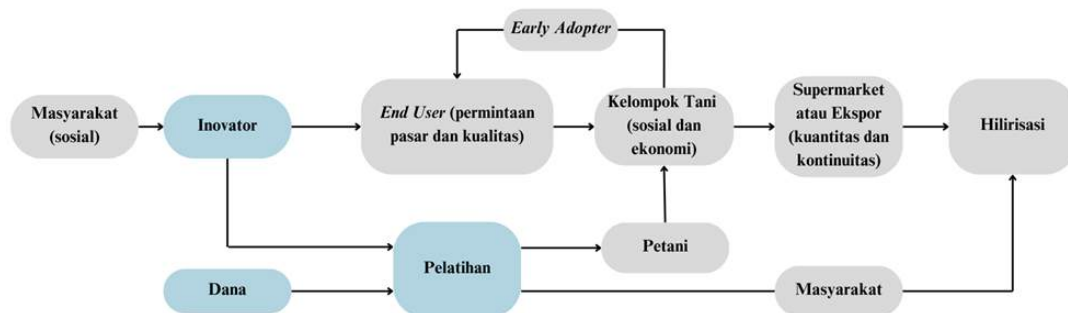 Early Adopter
Masyarakat
(sosial)
Inovator
End User (permintaan
pasar dan kualitas)
Kelompok Tani
(sosial dan
ekonomi)
Supermarket
atau Ekspor
(kuantitas dan
kontinuitas)
Hilirisasi
Pelatihan
Petani
Dana
Masyarakat